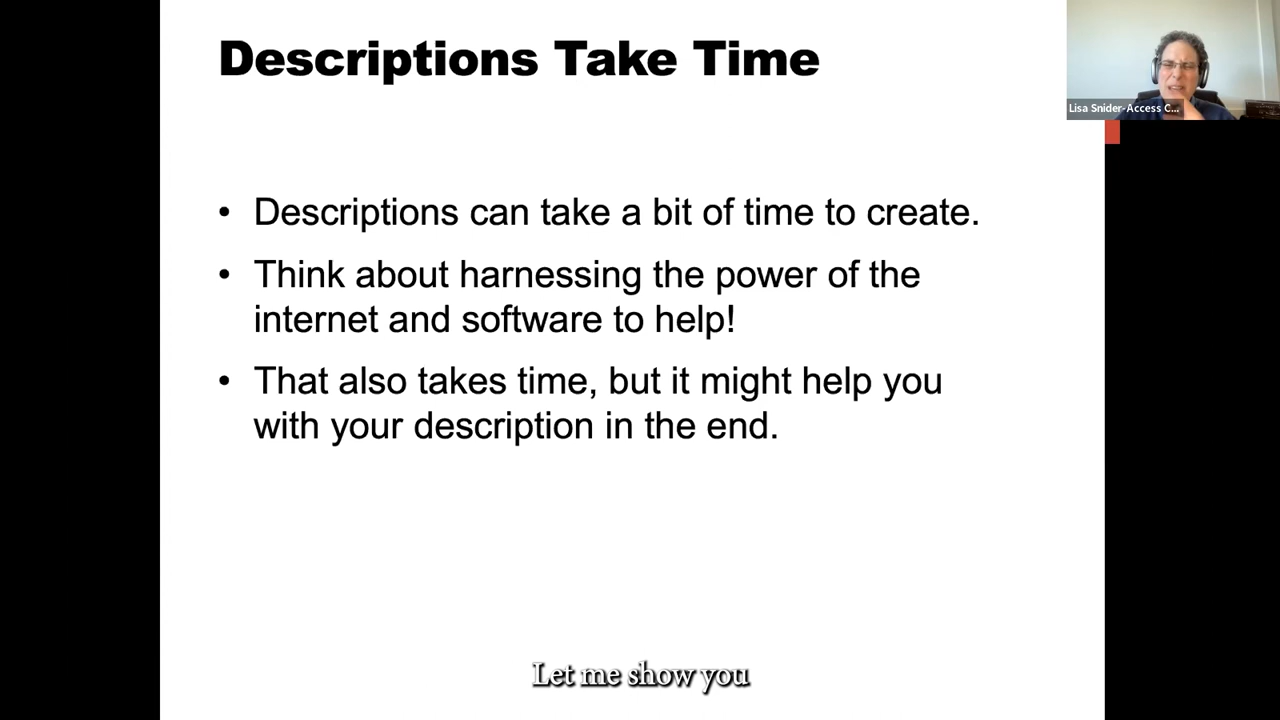 Descriptions Take Time
Lisa Snider-Access C...
• Descriptions can take a bit of time to create.
• Think about harnessing the power of the
internet and software to help!
• That also takes time, but it might help you
with your description in the end.
Let me show you